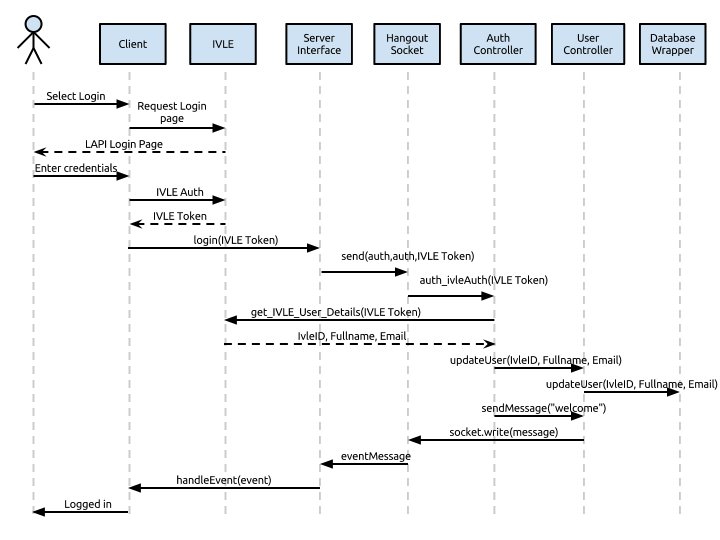 Client
IVLE
Server
Interface
Hangout
Socket
Auth
Controller
User
Controller
Database
Wrapper
Select Login
Request Login
page
LAPI Login Page
Enter credentials
IVLE Auth
IVLE Token
login(IVLE Token)
send(auth,auth,IVLE Token)
auth_ivleAuth(IVLE Token)
get_IVLE_User_Details(IVLE Token)
IvleID, Fullname, Email
updateUser(IvleID, Fullname, Email)
updateUser(IvleID, Fullname, Email)
sendMessage("welcome")
socket.write(message)
eventMessage
handleEvent(event)
Logged in